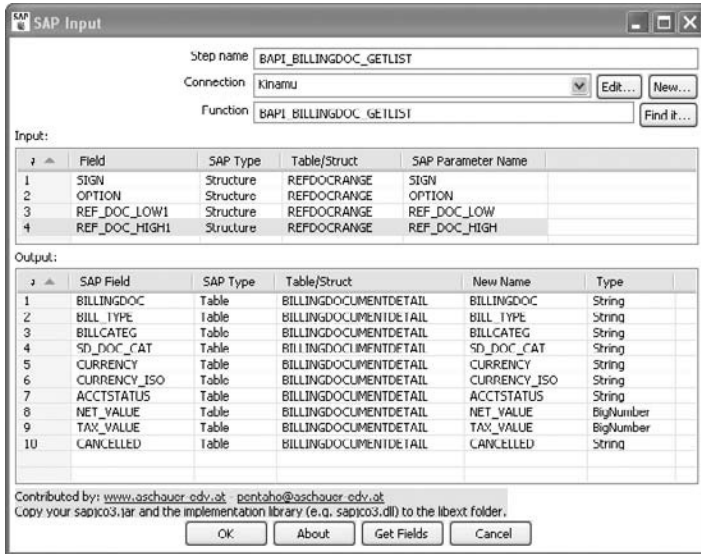 SAP Input
Step name BAPI_BILLINGDOC_GETLIST
Connection Kinamu Edit... New...
Function BAPI_BILLINGDOC_GETLIST Find it...
Input:
# Field SAP Type Table/Struct SAP Parameter Name
1 SIGN Structure REFDOCRANGE SIGN
2 OPTION Structure REFDOCRANGE OPTION
3 REF_DOC_LOW1 Structure REFDOCRANGE REF_DOC_LOW
4 REF_DOC_HIGH1 Structure REFDOCRANGE REF_DOC_HIGH
Output:
# SAP Field SAP Type Table/Struct New Name Type
1 BILLINGDOC Table BILLINGDOCUMENTDETAIL BILLINGDOC String
2 BILL_TYPE Table BILLINGDOCUMENTDETAIL BILL_TYPE String
3 BILLCATEG Table BILLINGDOCUMENTDETAIL BILLCATEG String
4 SD_DOC_CAT Table BILLINGDOCUMENTDETAIL SD_DOC_CAT String
5 CURRENCY Table BILLINGDOCUMENTDETAIL CURRENCY String
6 CURRENCY_ISO Table BILLINGDOCUMENTDETAIL CURRENCY_ISO String
7 ACCTSTATUS Table BILLINGDOCUMENTDETAIL ACCTSTATUS String
8 NET_VALUE Table BILLINGDOCUMENTDETAIL NET_VALUE BigNumber
9 TAX_VALUE Table BILLINGDOCUMENTDETAIL TAX_VALUE BigNumber
10 CANCELLED Table BILLINGDOCUMENTDETAIL CANCELLED String
Contributed by: www.aschauer-edv.at - pentaho@aschauer-edv.at
Copy your sapjco3.jar and the implementation library (e.g. sapjco3.dll) to the libext folder.
OK About Get Fields Cancel